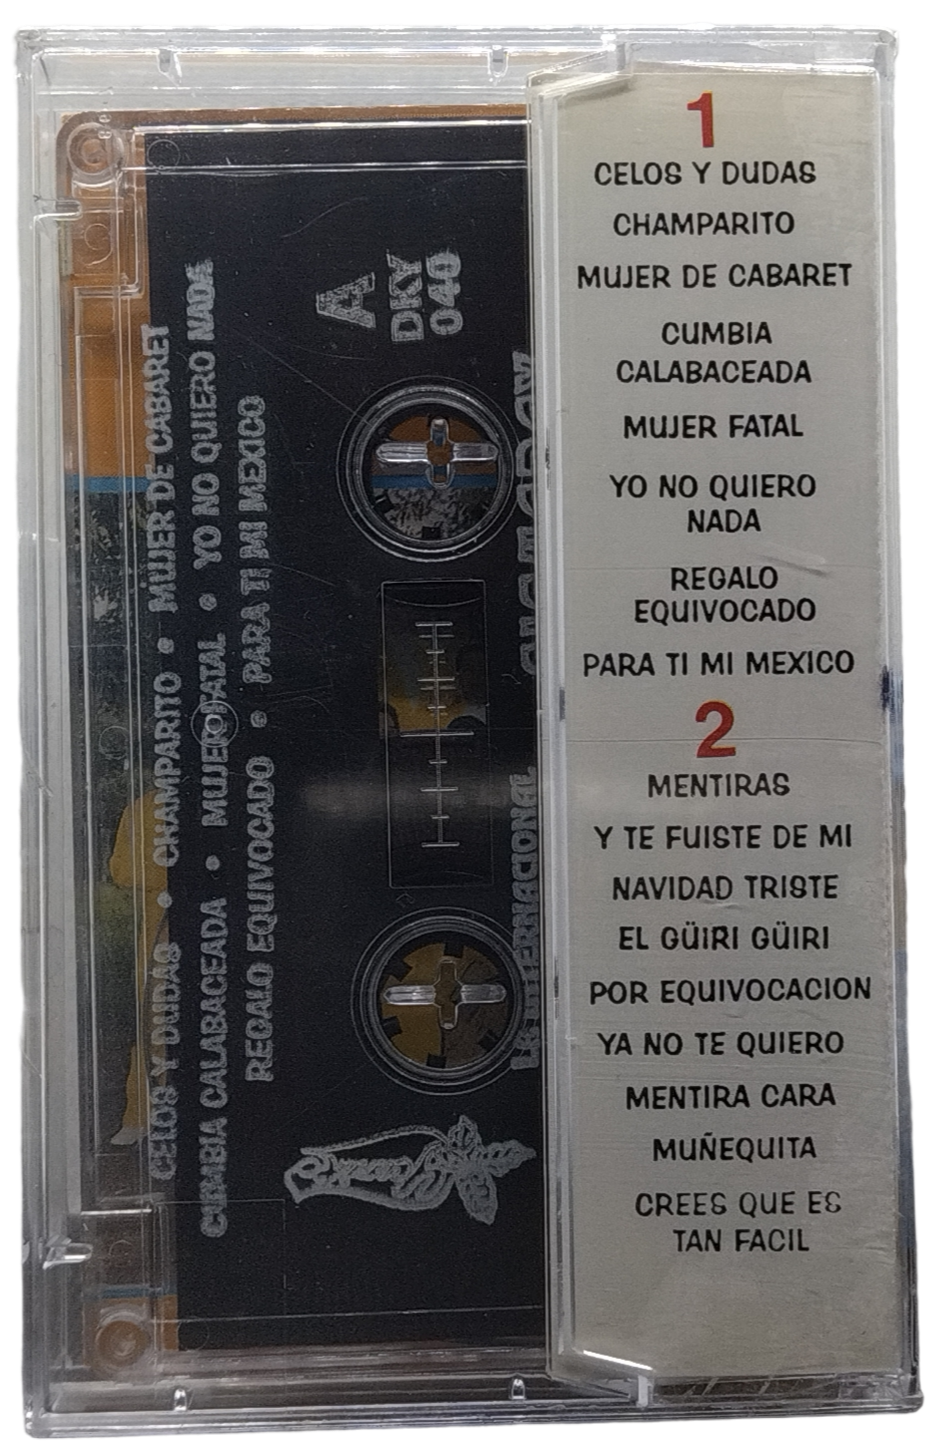 1
CELOS Y DUDAS
CHAMPARITO
MUJER DE CABARET
CUMBIA
CALABACEADA
MUJER FATAL
YO NO QUIERO
NADA
REGALO
EQUIVOCADO
PARA TI MI MEXICO
2
MENTIRAS
Y TE FUISTE DE MI
NAVIDAD TRISTE
EL GÜIRI GÜIRI
POR EQUIVOCACION
YA NO TE QUIERO
MENTIRA CARA
MUÑEQUITA
CREES QUE ES
TAN FACIL
CELOS Y DUDAS • CHAMPARITO • MUJER DE CABARET
CUMBIA CALABACEADA • MUJER FATAL • YO NO QUIERO NADA
REGALO EQUIVOCADO • PARA TI MI MEXICO
A
DKY
040
INTERNACIONAL